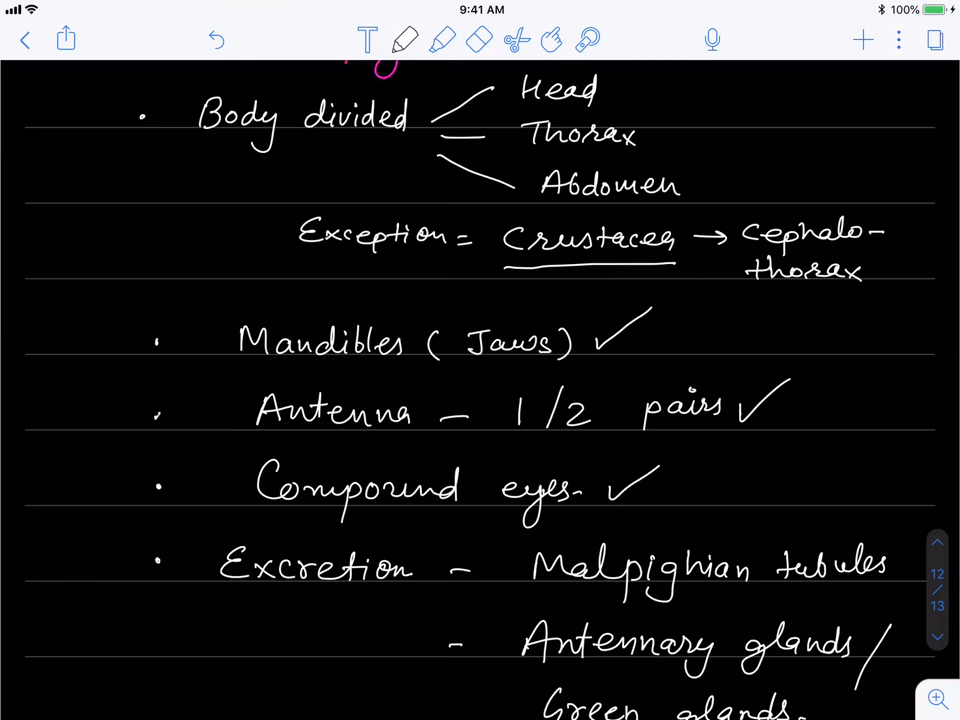 9:41 AM
100%
T
Body divided
Head
Thorax
Abdomen
Exception = Crustacea → Cephalo-
thorax
Mandibles ( Jaws) ✓
Antenna – 1/2 pairs ✓
Compound eyes- ✓
Excretion – Malpighian tubules
- Antennary glands /
Green glands.
12
/
13